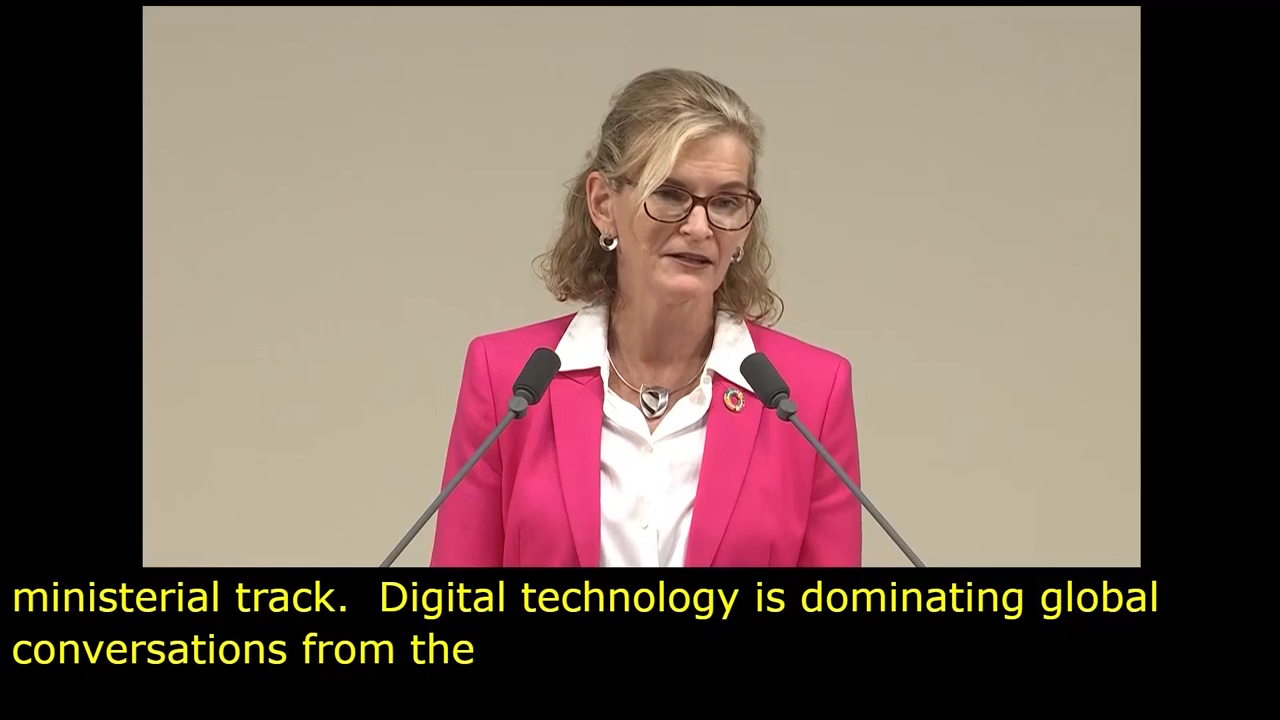 ministerial track.  Digital technology is dominating global
conversations from the